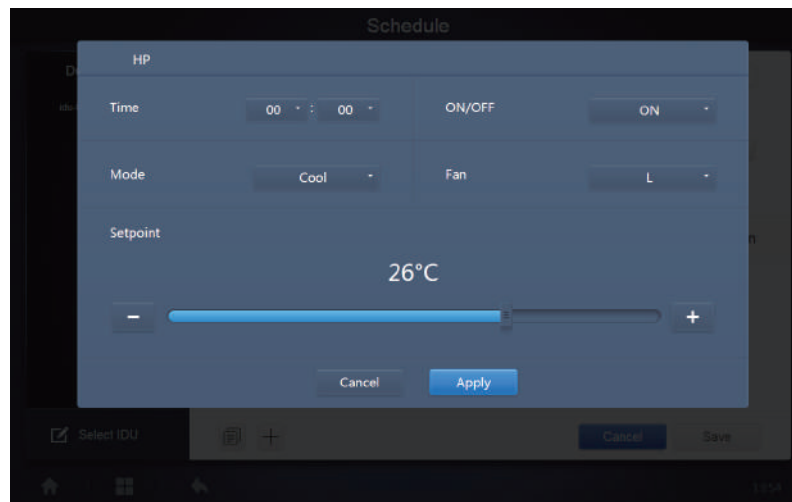 Schedule
HP
Time 00 : 00 ON/OFF ON
Mode Cool Fan L
Setpoint
26°C
− +
Cancel Apply
Select IDU + Cancel Save